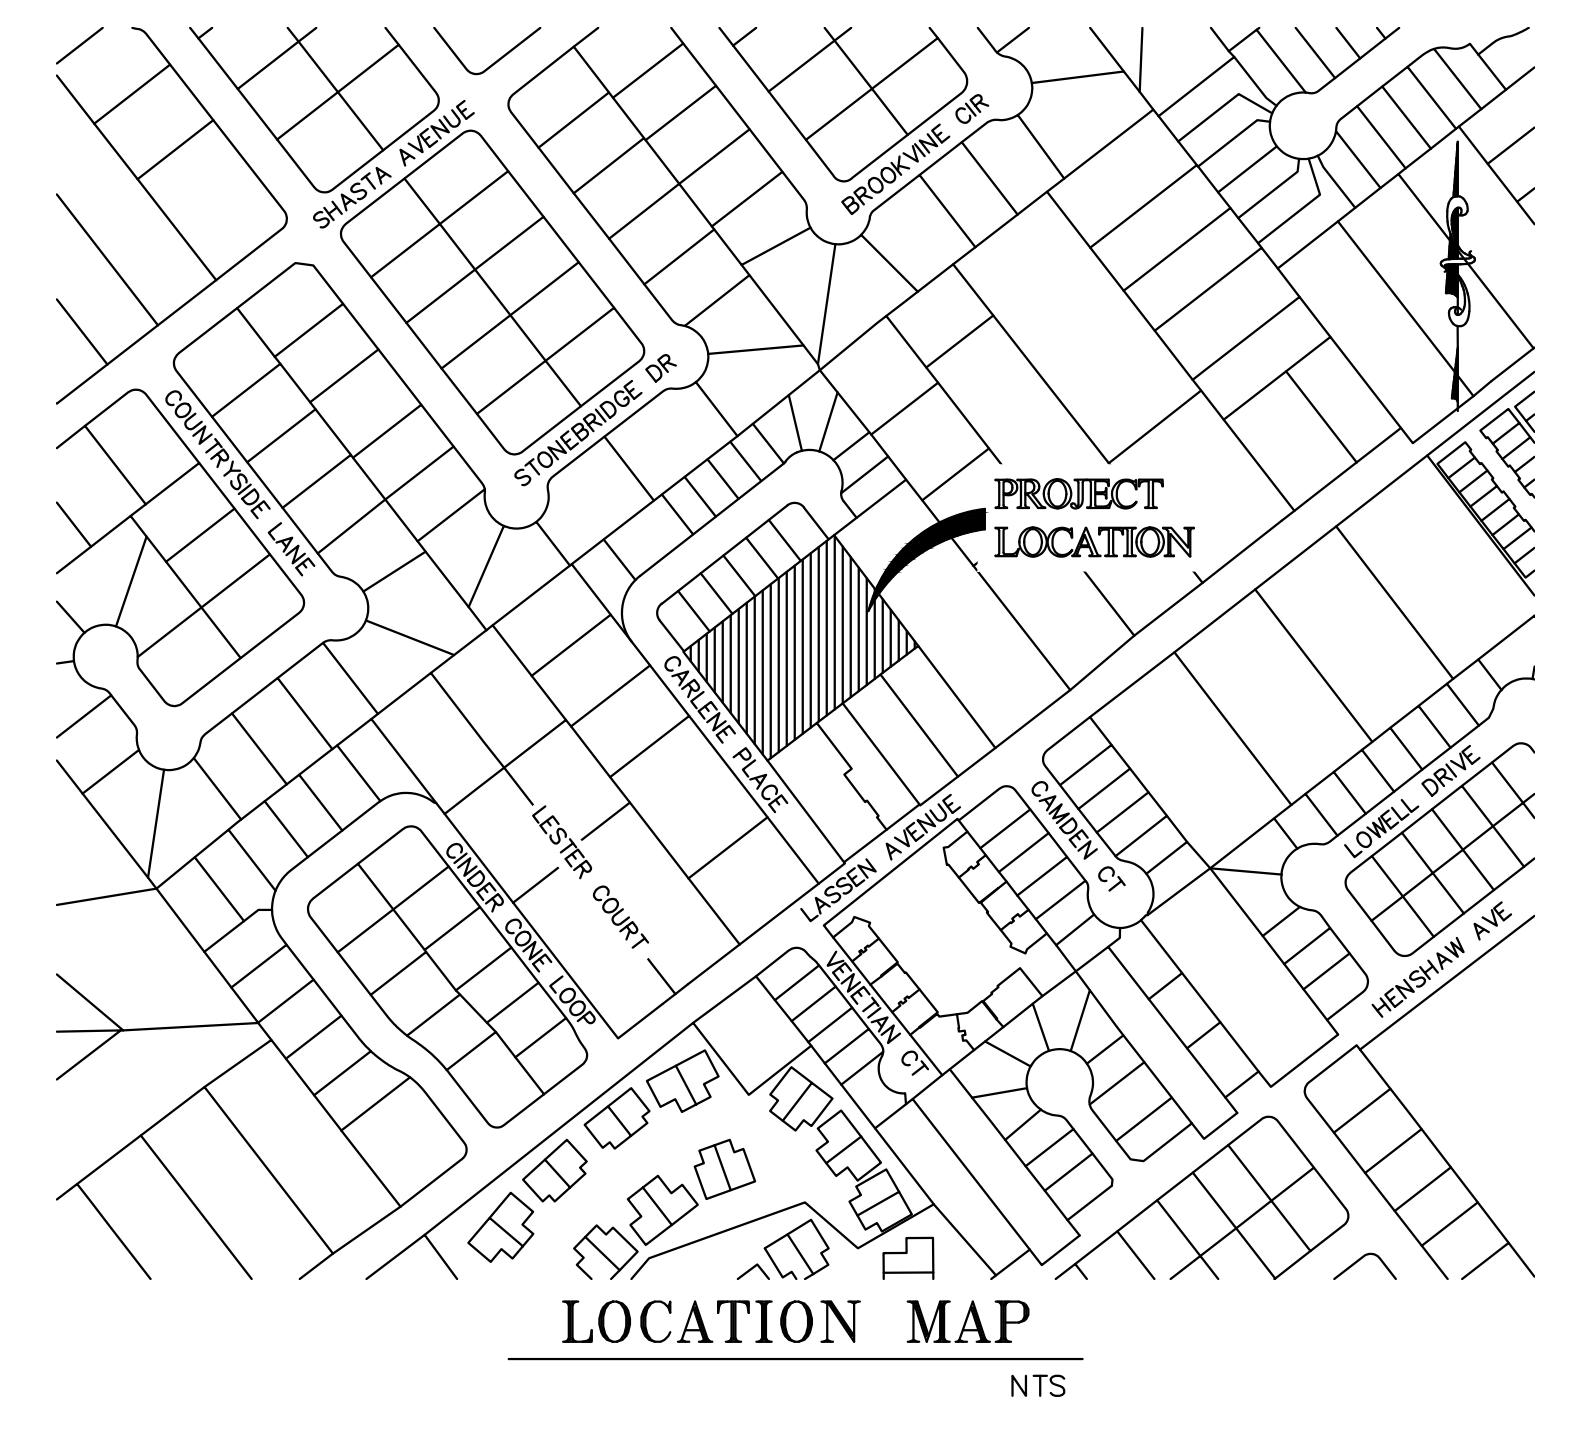 SHASTA AVENUE
BROOKVINE CIR
STONEBRIDGE DR
COUNTRYSIDE LANE
PROJECT
LOCATION
CARLENE PLACE
LESTER COURT
CINDER CONE LOOP
LASSEN AVENUE
CAMDEN CT
LOWELL DRIVE
VENETIAN CT
HENSHAW AVE
LOCATION MAP
NTS